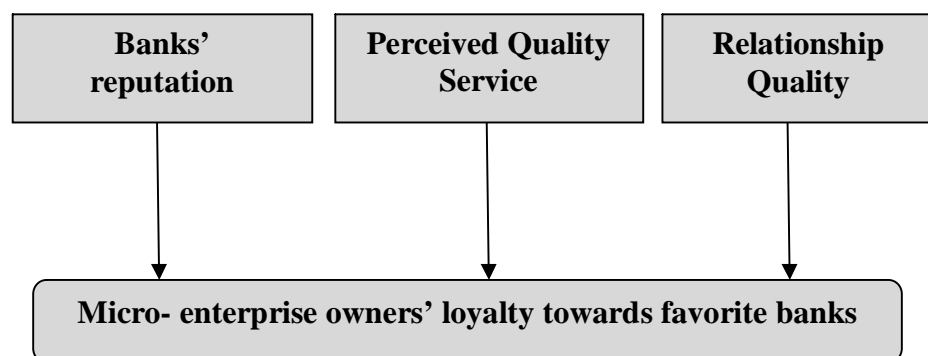 Banks’
reputation
Perceived Quality
Service
Relationship
Quality
Micro- enterprise owners’ loyalty towards favorite banks